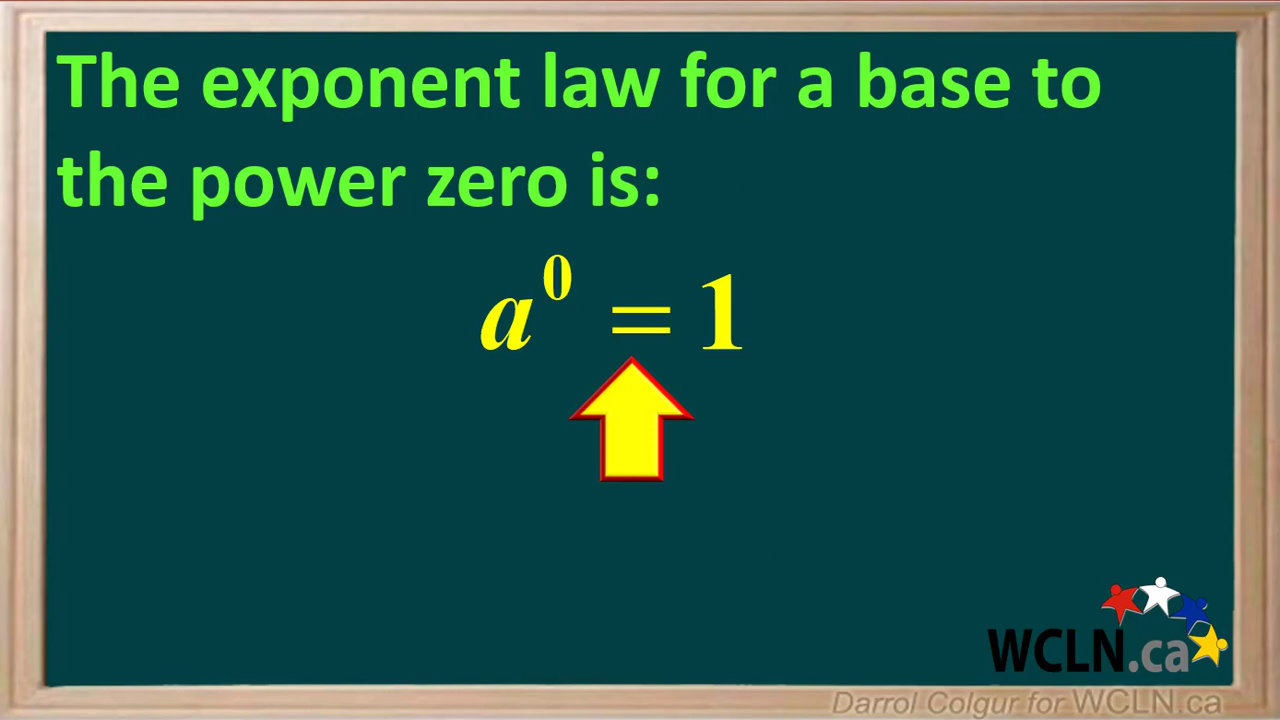 The exponent law for a base to
the power zero is:
a⁰ = 1
WCLN.ca
Darrol Colgur for WCLN.ca